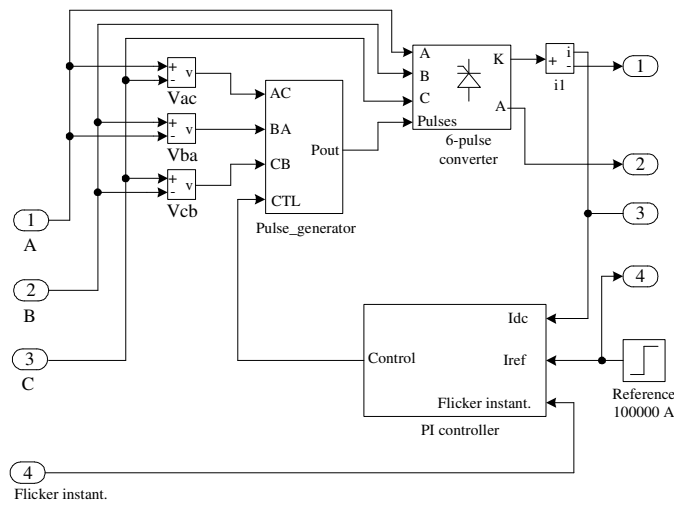 +
v
-
Vac
+
v
-
Vba
+
v
-
Vcb
AC
BA
CB
CTL
Pout
Pulse_generator
A
B
C
Pulses
K
A
6-pulse
converter
+
i
-
i1
1
2
3
4
1
A
2
B
3
C
4
Flicker instant.
Control
Idc
Iref
Flicker instant.
PI controller
Reference
100000 A